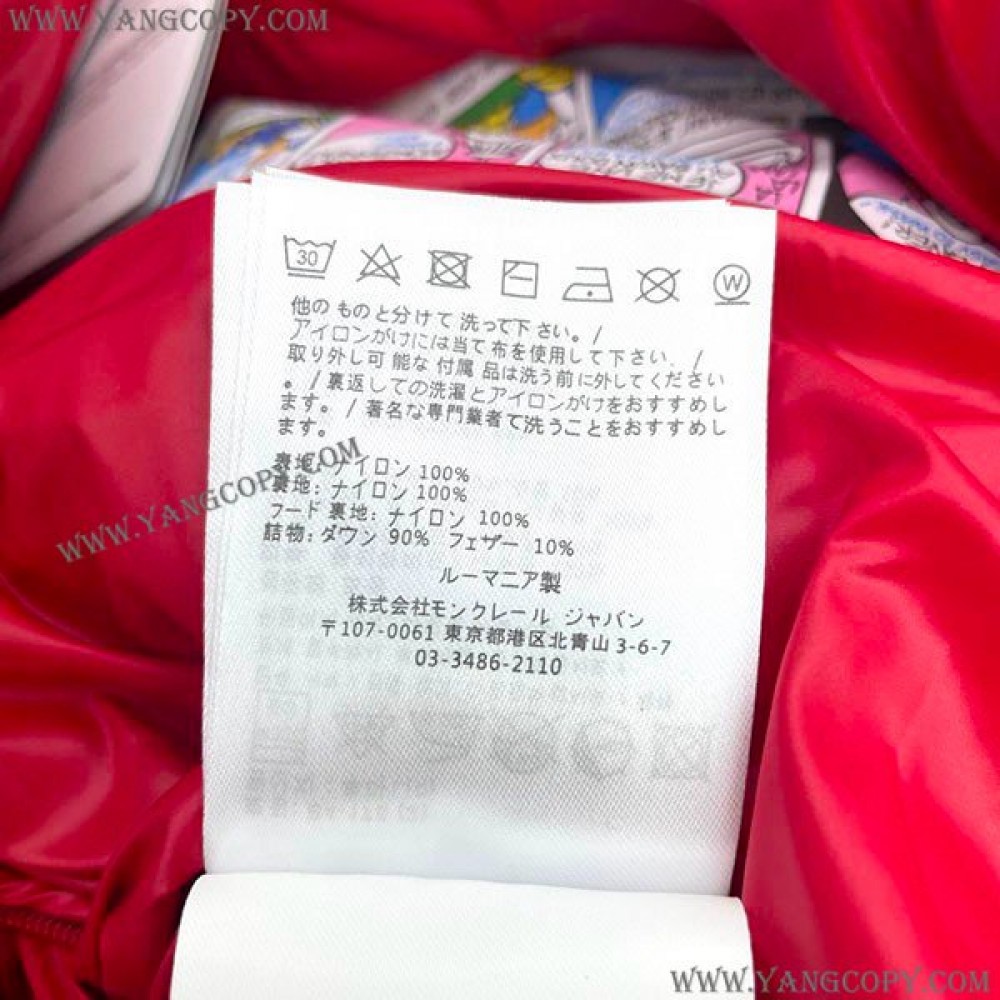 WWW.YANGCOPY.COM
30
W
他のものと分けて洗って下さい。/
アイロンがけには当て布を使用して下さい。/
取り外し可能な付属品は洗う前に外してください
。/裏返しての洗濯とアイロンがけをおすすめし
ます。/著名な専門業者で洗うことをおすすめし
ます。
表地: ナイロン 100%
裏地: ナイロン 100%
フード裏地: ナイロン 100%
詰物: ダウン 90% フェザー 10%
ルーマニア製
株式会社モンクレール ジャパン
〒107-0061 東京都港区北青山 3-6-7
03-3486-2110
WWW.YANGCOPY.COM
WWW.YANGCOPY.COM